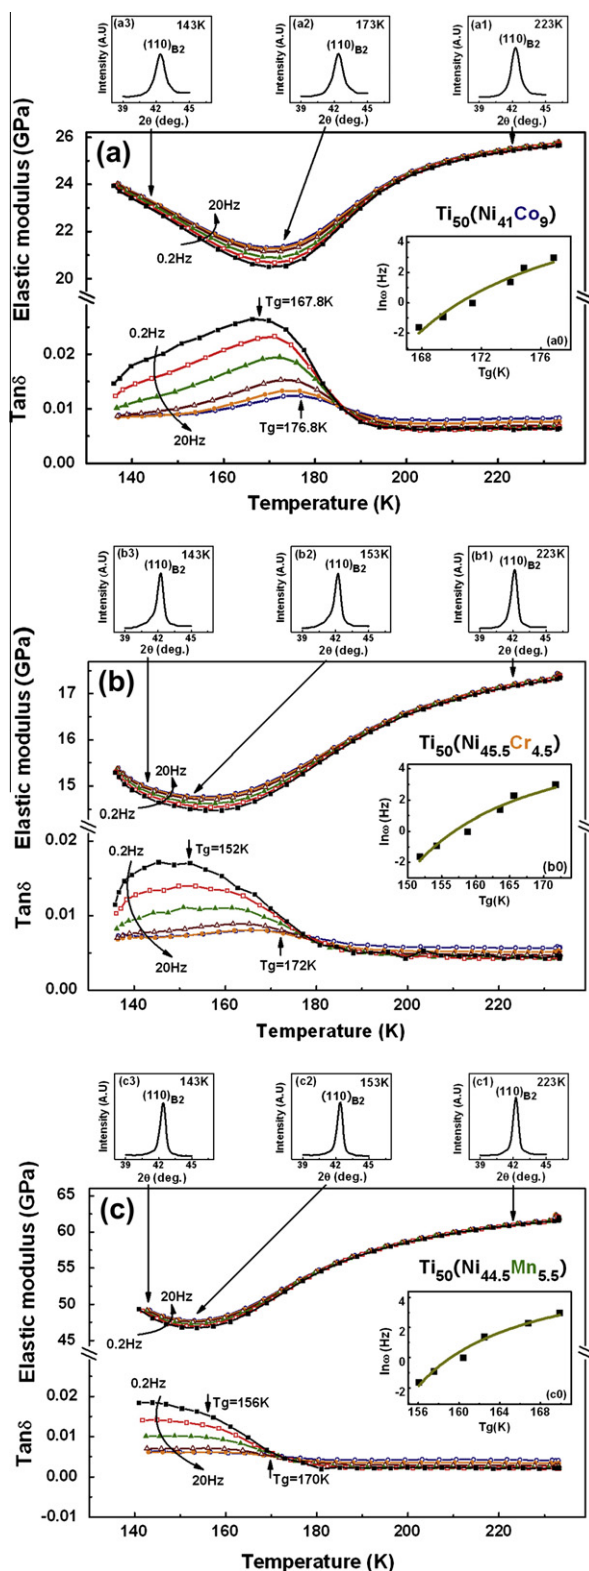 (a3) 143K
(110)B2
Intensity (A.U)
39 42 45
2θ (deg.)
(a2) 173K
(110)B2
Intensity (A.U)
39 42 45
2θ (deg.)
(a1) 223K
(110)B2
Intensity (A.U)
39 42 45
2θ (deg.)
(a)
Elastic modulus (GPa)
26
24
22
20
20Hz
0.2Hz
Ti50(Ni41Co9)
lnω (Hz)
4
2
0
-2
168 172 176
Tg(K)
(a0)
Tanδ
0.02
0.01
0.00
0.2Hz
20Hz
Tg=167.8K
Tg=176.8K
140 160 180 200 220
Temperature (K)
(b3) 143K
(110)B2
Intensity (A.U)
39 42 45
2θ (deg.)
(b2) 153K
(110)B2
Intensity (A.U)
39 42 45
2θ (deg.)
(b1) 223K
(110)B2
Intensity (A.U)
39 42 45
2θ (deg.)
(b)
Elastic modulus (GPa)
17
16
15
20Hz
0.2Hz
Ti50(Ni45.5Cr4.5)
lnω (Hz)
4
2
0
-2
150 155 160 165 170
Tg(K)
(b0)
Tanδ
0.02
0.01
0.00
0.2Hz
20Hz
Tg=152K
Tg=172K
140 160 180 200 220
Temperature (K)
(c3) 143K
(110)B2
Intensity (A.U)
39 42 45
2θ (deg.)
(c2) 153K
(110)B2
Intensity (A.U)
39 42 45
2θ (deg.)
(c1) 223K
(110)B2
Intensity (A.U)
39 42 45
2θ (deg.)
(c)
Elastic modulus (GPa)
65
60
55
50
45
20Hz
0.2Hz
Ti50(Ni44.5Mn5.5)
lnω (Hz)
4
2
0
-2
156 160 164 168
Tg(K)
(c0)
Tanδ
0.02
0.01
0.00
-0.01
0.2Hz
20Hz
Tg=156K
Tg=170K
140 160 180 200 220
Temperature (K)